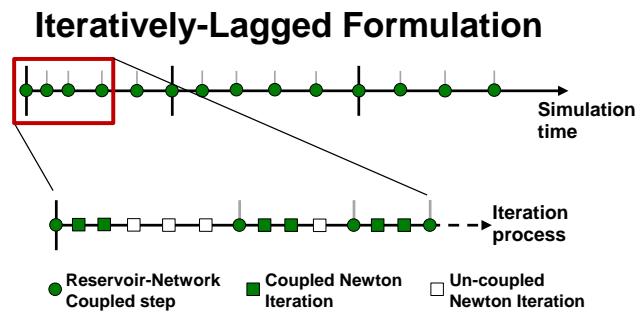 Iteratively-Lagged Formulation
Simulation
time
Iteration
process
Reservoir-Network
Coupled step
Coupled Newton
Iteration
Un-coupled
Newton Iteration